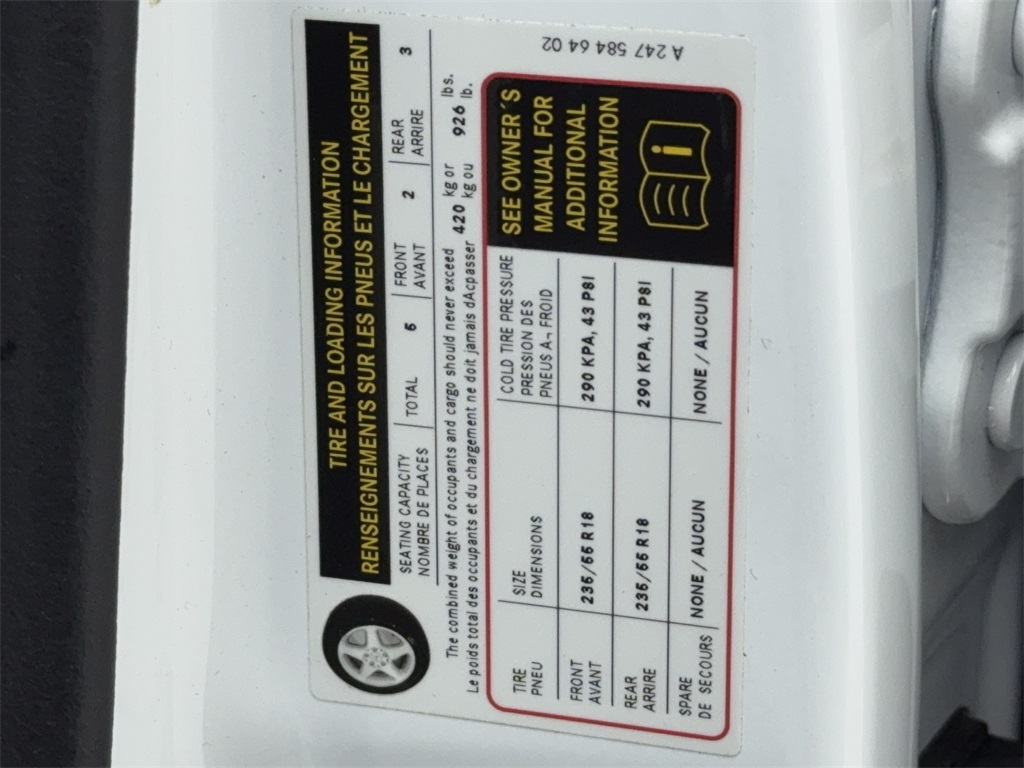 TIRE AND LOADING INFORMATION
RENSEIGNEMENTS SUR LES PNEUS ET LE CHARGEMENT
SEATING CAPACITY
NOMBRE DE PLACES
TOTAL 5
FRONT
AVANT
2
REAR
ARRIRE
3
The combined weight of occupants and cargo should never exceed 420 kg or 926 lbs.
Le poids total des occupants et du chargement ne doit jamais dAcpasser kg ou lb.
TIRE
PNEU
SIZE
DIMENSIONS
COLD TIRE PRESSURE
PRESSION DES
PNEUS A¬ FROID
FRONT
AVANT
235/55 R18
290 KPA, 43 PSI
REAR
ARRIRE
235/55 R18
290 KPA, 43 PSI
SPARE
DE SECOURS
NONE / AUCUN
NONE / AUCUN
SEE OWNER´S
MANUAL FOR
ADDITIONAL
INFORMATION
A 247 584 64 02